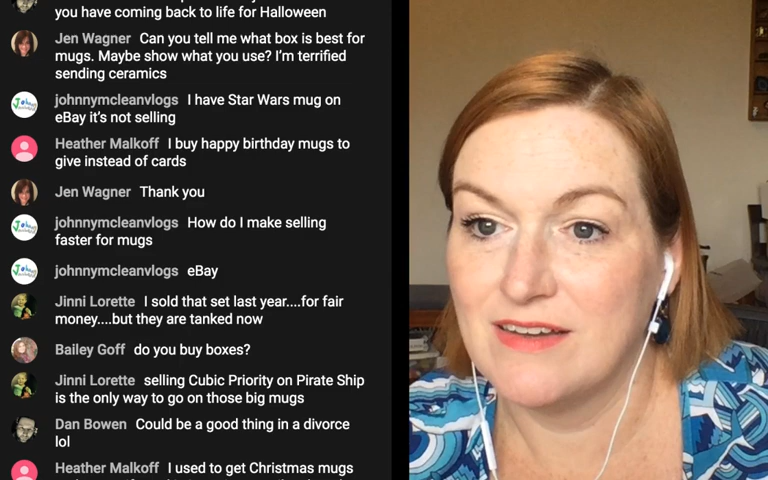 you have coming back to life for Halloween
Jen Wagner Can you tell me what box is best for
mugs. Maybe show what you use? I'm terrified
sending ceramics
johnnymcleanvlogs I have Star Wars mug on
eBay it's not selling
Heather Malkoff I buy happy birthday mugs to
give instead of cards
Jen Wagner Thank you
johnnymcleanvlogs How do I make selling
faster for mugs
johnnymcleanvlogs eBay
Jinni Lorette I sold that set last year....for fair
money....but they are tanked now
Bailey Goff do you buy boxes?
Jinni Lorette selling Cubic Priority on Pirate Ship
is the only way to go on those big mugs
Dan Bowen Could be a good thing in a divorce
lol
Heather Malkoff I used to get Christmas mugs